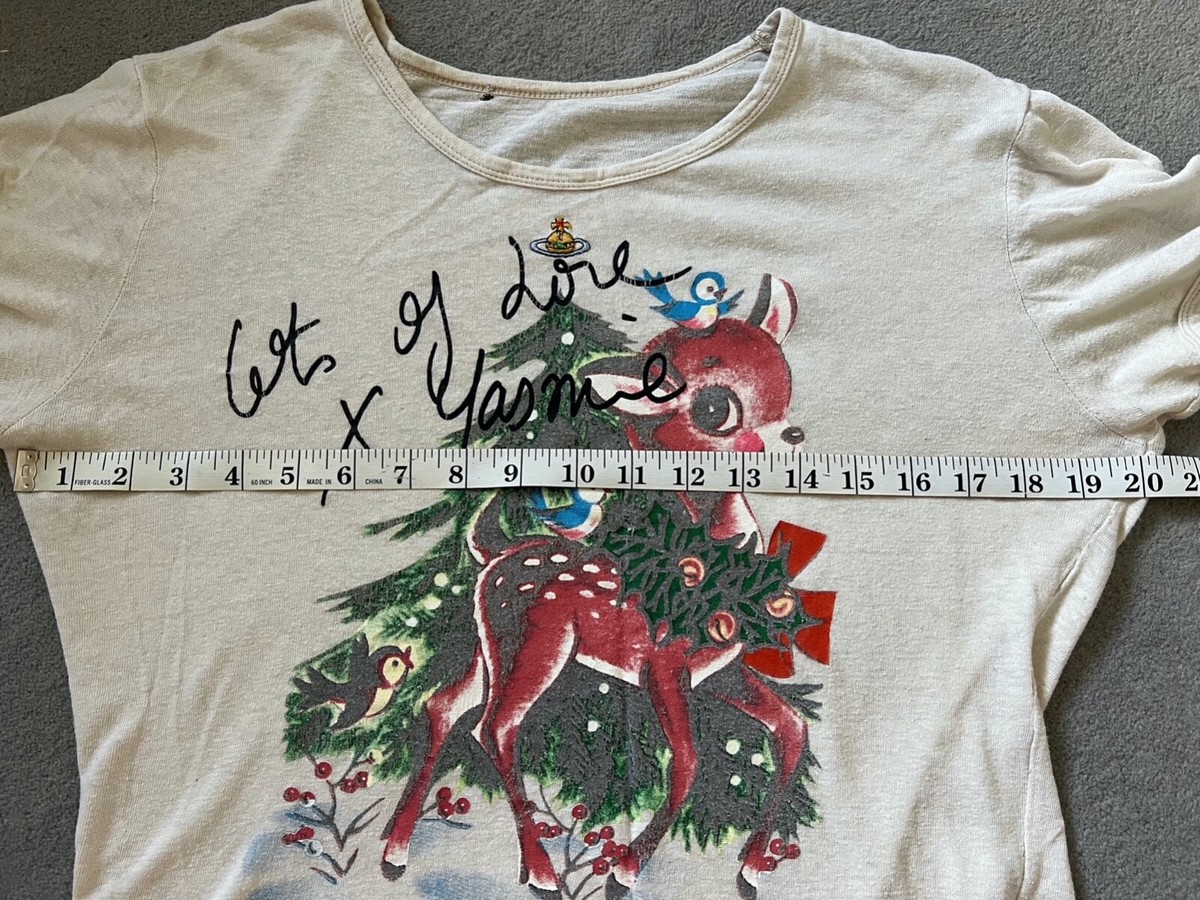 Lots Of Love
X Yasmine
1 FIBER-GLASS 2 3 4 60 INCH 5 MADE IN 6 CHINA 7 8 9 10 11 12 13 14 15 16 17 18 19 20